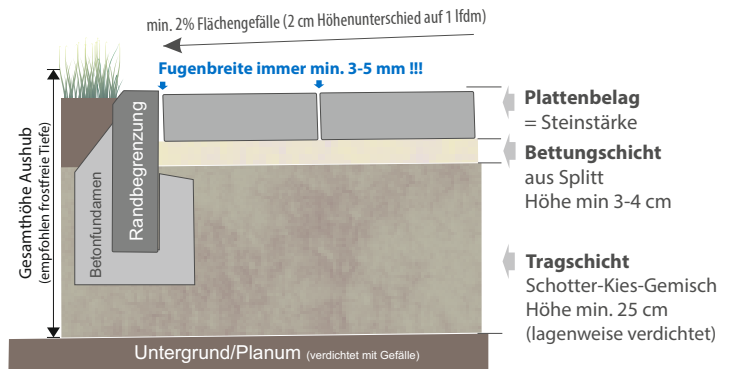 min. 2% Flächengefälle (2 cm Höhenunterschied auf 1 lfdm)
Fugenbreite immer min. 3-5 mm !!!
Gesamthöhe Aushub
(empfohlen frostfreie Tiefe)
Betonfundamen
Randbegrenzung
Plattenbelag
= Steinstärke
Bettungschicht
aus Splitt
Höhe min 3-4 cm
Tragschicht
Schotter-Kies-Gemisch
Höhe min. 25 cm
(lagenweise verdichtet)
Untergrund/Planum (verdichtet mit Gefälle)